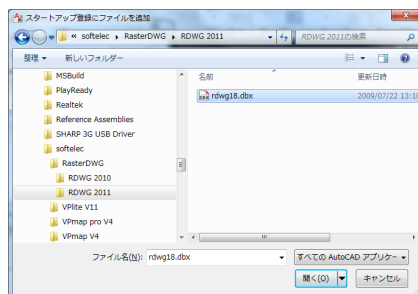 スタートアップ登録にファイルを追加
« softelec ▸ RasterDWG ▸ RDWG 2011
RDWG 2011の検索
整理 新しいフォルダー
名前 更新日時
MSBuild
PlayReady
Realtek
Reference Assemblies
SHARP 3G USB Driver
softelec
RasterDWG
RDWG 2010
RDWG 2011
VPlite V11
VPmap pro V4
VPmap V4
rdwg18.dbx 2009/07/22 13:10
ファイル名(N): rdwg18.dbx
すべての AutoCAD アプリケー
開く(O) キャンセル